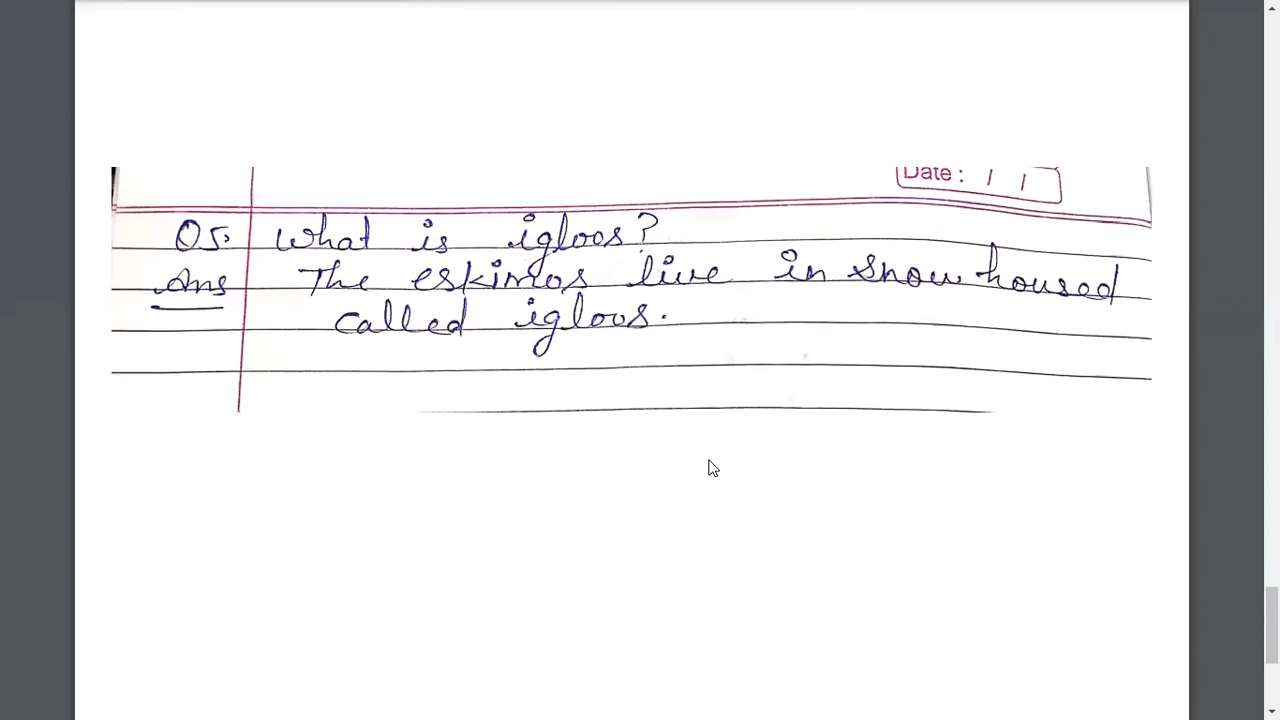 Date : / /
Q5. What is igloos?
Ans The eskimos live in snow housed
called igloos.